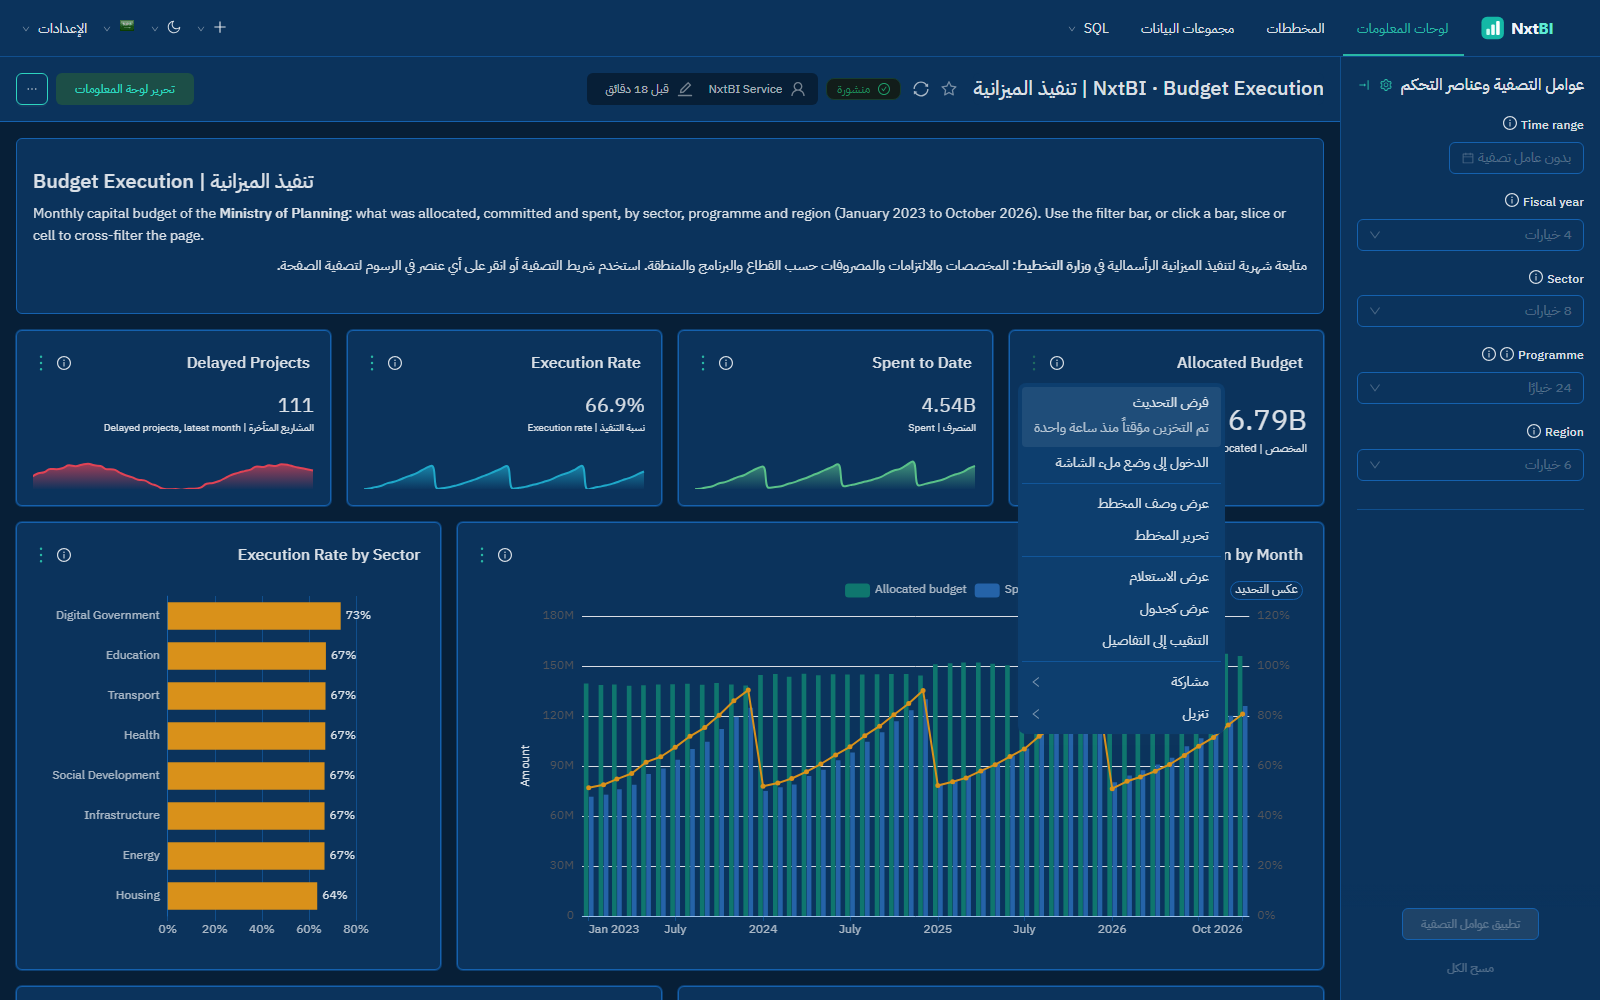 NxtBI
لوحات المعلومات
المخططات
مجموعات البيانات
SQL
الإعدادات
عوامل التصفية وعناصر التحكم
Time range
بدون عامل تصفية
Fiscal year
4 خيارات
Sector
8 خيارات
Programme
24 خيارًا
Region
6 خيارات
تطبيق عوامل التصفية
مسح الكل
NxtBI · Budget Execution | تنفيذ الميزانية
منشورة
NxtBI Service
قبل 18 دقائق
تحرير لوحة المعلومات
Budget Execution | تنفيذ الميزانية
Monthly capital budget of the Ministry of Planning: what was allocated, committed and spent, by sector, programme and region (January 2023 to October 2026). Use the filter bar, or click a bar, slice or
cell to cross-filter the page.
متابعة شهرية لتنفيذ الميزانية الرأسمالية في وزارة التخطيط: المخصصات والالتزامات والمصروفات حسب القطاع والبرنامج والمنطقة. استخدم شريط التصفية أو انقر على أي عنصر في الرسوم لتصفية الصفحة.
Allocated Budget
6.79B
ocated | المخصص
Spent to Date
4.54B
Spent | المنصرف
Execution Rate
66.9%
Execution rate | نسبة التنفيذ
Delayed Projects
111
Delayed projects, latest month | المشاريع المتأخرة
فرض التحديث
تم التخزين مؤقتاً منذ ساعة واحدة
الدخول إلى وضع ملء الشاشة
عرض وصف المخطط
تحرير المخطط
عرض الاستعلام
عرض كجدول
التنقيب إلى التفاصيل
مشاركة
تنزيل
n by Month
عكس التحديد
Allocated budget
Sp
Amount
180M
150M
120M
90M
60M
30M
0
120%
100%
80%
60%
40%
20%
0%
Jan 2023
July
2024
July
2025
July
2026
Oct 2026
Execution Rate by Sector
Digital Government 73%
Education 67%
Transport 67%
Health 67%
Social Development 67%
Infrastructure 67%
Energy 67%
Housing 64%
0% 20% 40% 60% 80%